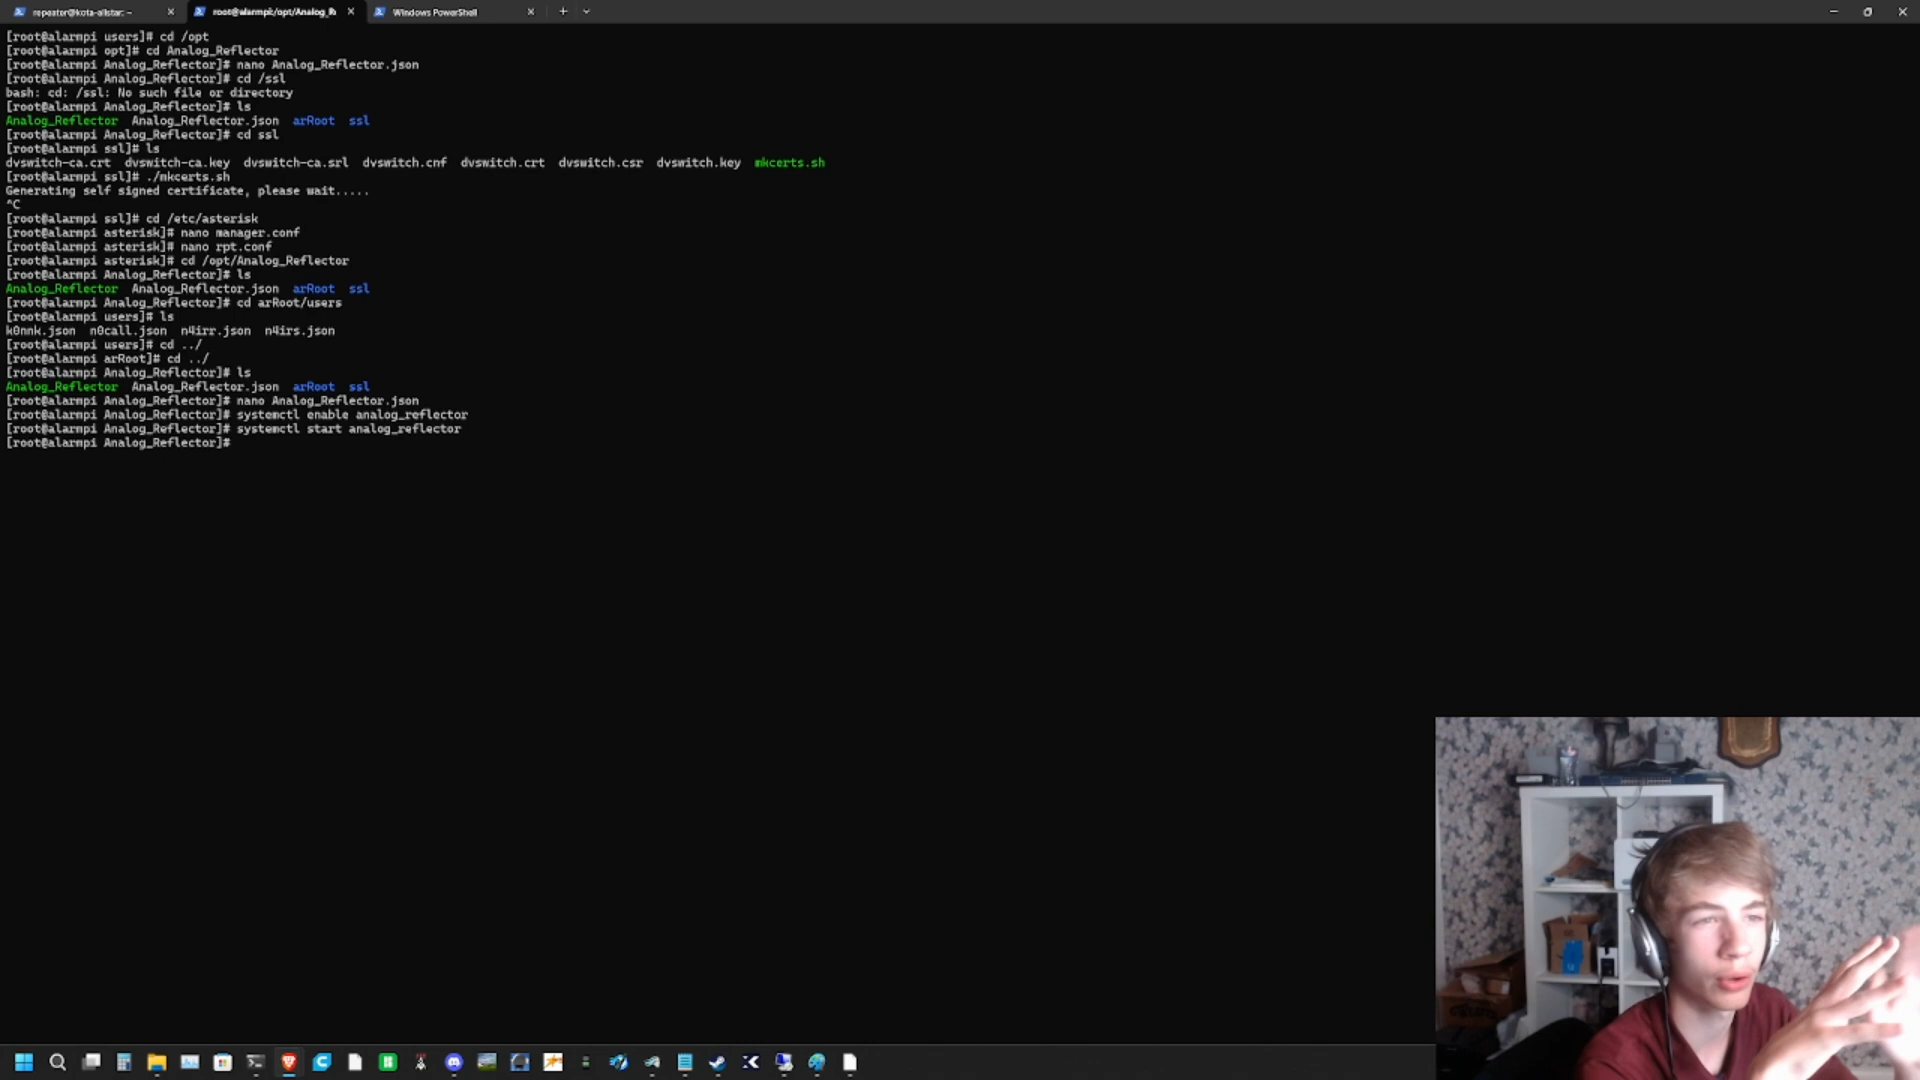 repeater@kota-allstar: ~
root@alarmpi:/opt/Analog_R
Windows PowerShell
[root@alarmpi users]# cd /opt
[root@alarmpi opt]# cd Analog_Reflector
[root@alarmpi Analog_Reflector]# nano Analog_Reflector.json
[root@alarmpi Analog_Reflector]# cd /ssl
bash: cd: /ssl: No such file or directory
[root@alarmpi Analog_Reflector]# ls
Analog_Reflector  Analog_Reflector.json  arRoot  ssl
[root@alarmpi Analog_Reflector]# cd ssl
[root@alarmpi ssl]# ls
dvswitch-ca.crt  dvswitch-ca.key  dvswitch-ca.srl  dvswitch.cnf  dvswitch.crt  dvswitch.csr  dvswitch.key  mkcerts.sh
[root@alarmpi ssl]# ./mkcerts.sh
Generating self signed certificate, please wait.....
^C
[root@alarmpi ssl]# cd /etc/asterisk
[root@alarmpi asterisk]# nano manager.conf
[root@alarmpi asterisk]# nano rpt.conf
[root@alarmpi asterisk]# cd /opt/Analog_Reflector
[root@alarmpi Analog_Reflector]# ls
Analog_Reflector  Analog_Reflector.json  arRoot  ssl
[root@alarmpi Analog_Reflector]# cd arRoot/users
[root@alarmpi users]# ls
k0nnk.json  n0call.json  n4irr.json  n4irs.json
[root@alarmpi users]# cd ../
[root@alarmpi arRoot]# cd ../
[root@alarmpi Analog_Reflector]# ls
Analog_Reflector  Analog_Reflector.json  arRoot  ssl
[root@alarmpi Analog_Reflector]# nano Analog_Reflector.json
[root@alarmpi Analog_Reflector]# systemctl enable analog_reflector
[root@alarmpi Analog_Reflector]# systemctl start analog_reflector
[root@alarmpi Analog_Reflector]#